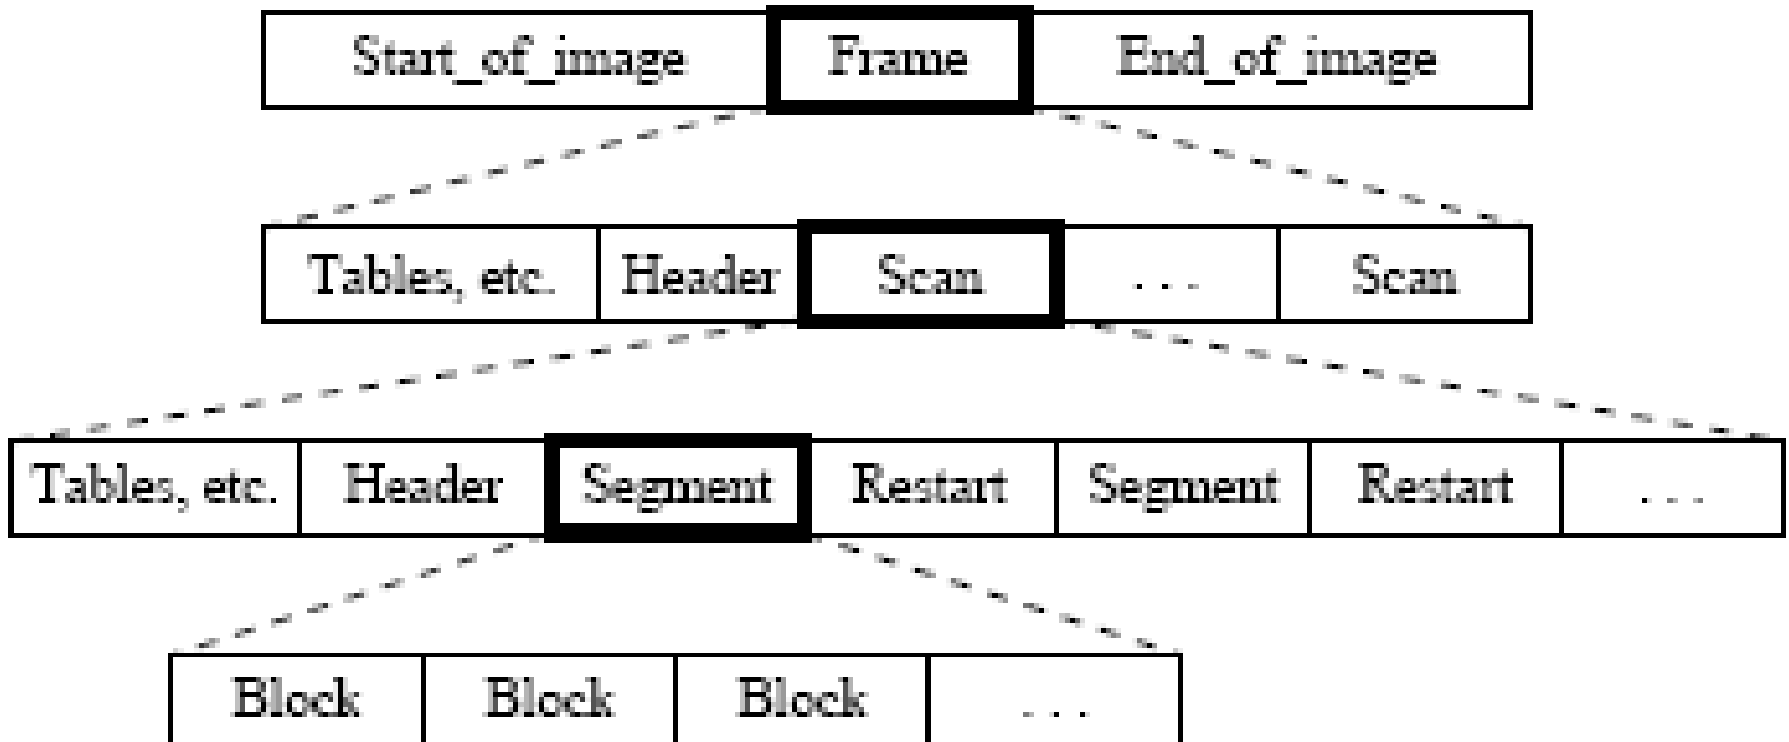 Start_of_image Frame End_of_image
Tables, etc. Header Scan . . . Scan
Tables, etc. Header Segment Restart Segment Restart . . .
Block Block Block . . .